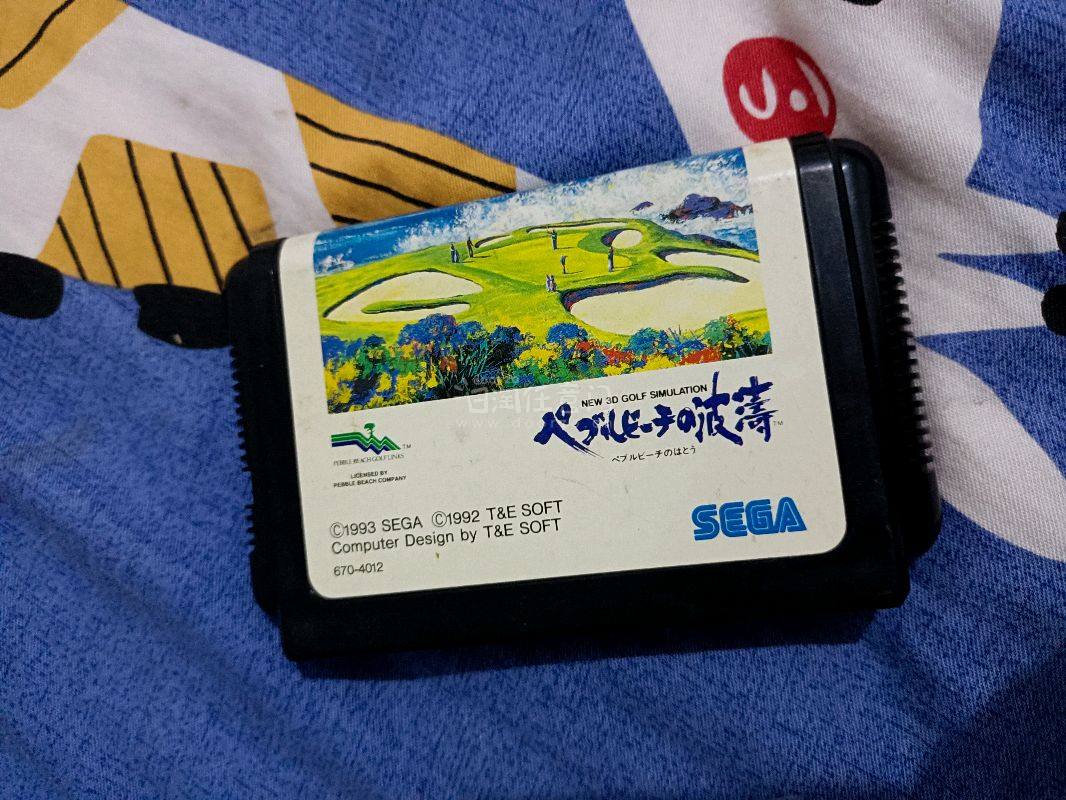 NEW 3D GOLF SIMULATION
ペブルビーチの波濤 TM
ペブルビーチのはとう
TM
PEBBLE BEACH GOLF LINKS
LICENSED BY
PEBBLE BEACH COMPANY
©1993 SEGA ©1992 T&E SOFT
Computer Design by T&E SOFT
670-4012
SEGA